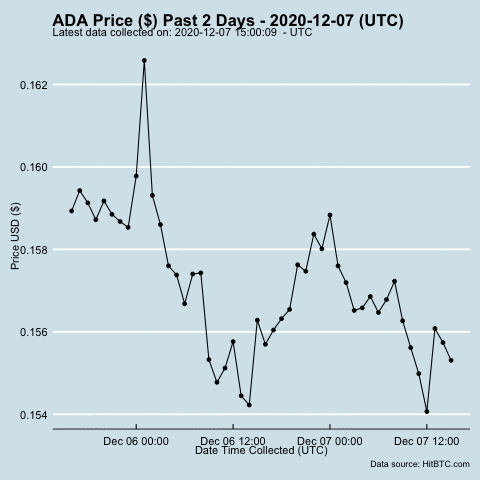 ADA Price ($) Past 2 Days - 2020-12-07 (UTC)
Latest data collected on: 2020-12-07 15:00:09  - UTC
0.162
0.160
0.158
0.156
0.154
Price USD ($)
Dec 06 00:00 Dec 06 12:00 Dec 07 00:00 Dec 07 12:00
Date Time Collected (UTC)
Data source: HitBTC.com